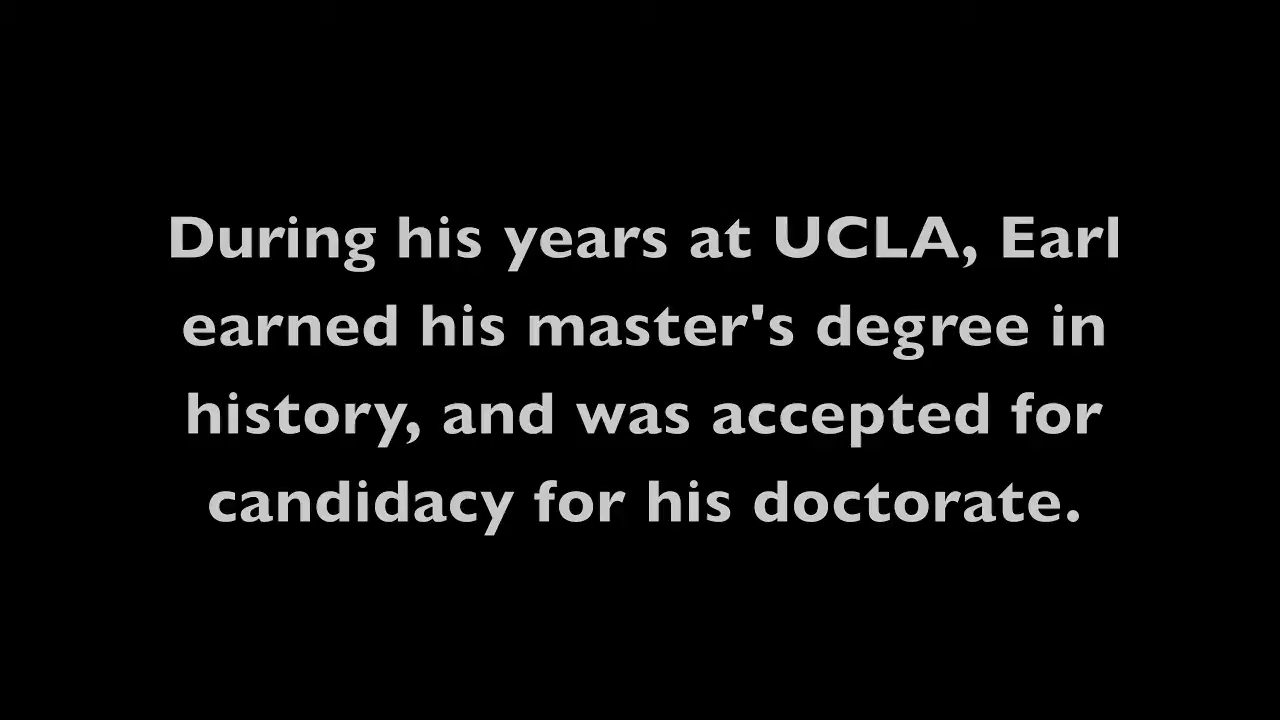 During his years at UCLA, Earl
earned his master's degree in
history, and was accepted for
candidacy for his doctorate.